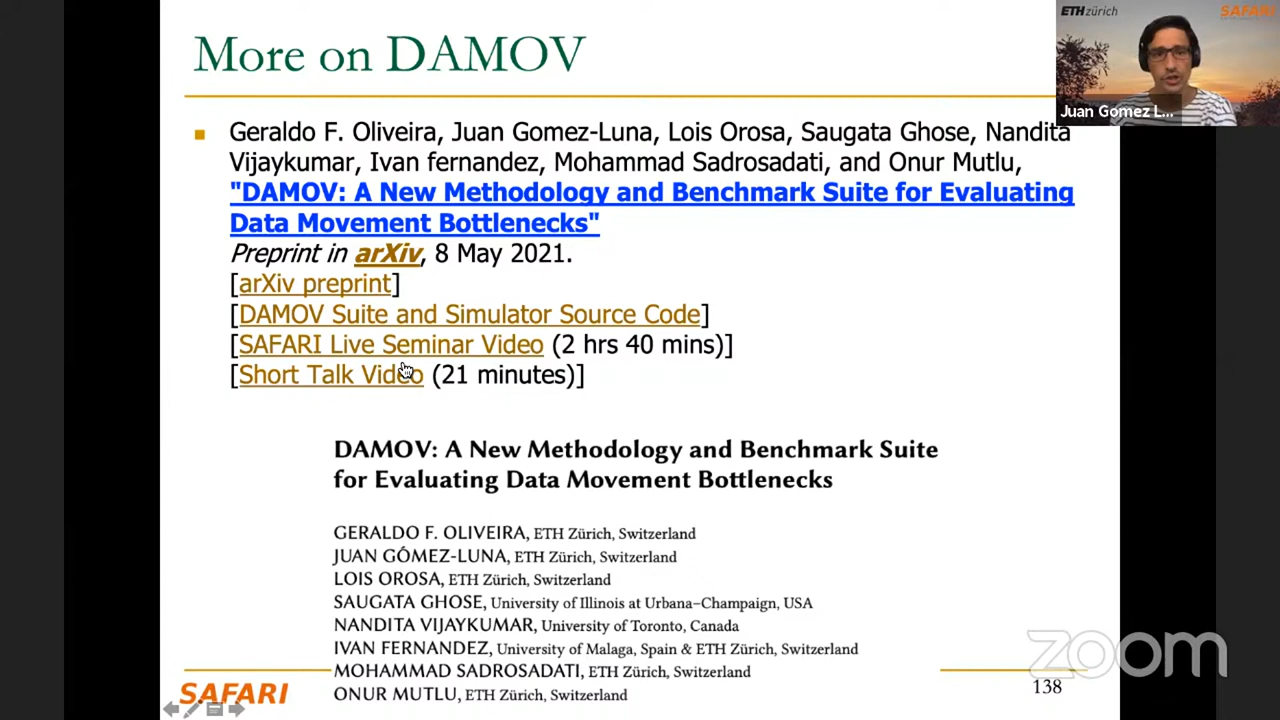 More on DAMOV
ETH zürich
SAFARI
Juan Gomez L...
Geraldo F. Oliveira, Juan Gomez-Luna, Lois Orosa, Saugata Ghose, Nandita
Vijaykumar, Ivan fernandez, Mohammad Sadrosadati, and Onur Mutlu,
"DAMOV: A New Methodology and Benchmark Suite for Evaluating
Data Movement Bottlenecks"
Preprint in arXiv, 8 May 2021.
[arXiv preprint]
[DAMOV Suite and Simulator Source Code]
[SAFARI Live Seminar Video (2 hrs 40 mins)]
[Short Talk Video (21 minutes)]
DAMOV: A New Methodology and Benchmark Suite
for Evaluating Data Movement Bottlenecks
GERALDO F. OLIVEIRA, ETH Zürich, Switzerland
JUAN GÓMEZ-LUNA, ETH Zürich, Switzerland
LOIS OROSA, ETH Zürich, Switzerland
SAUGATA GHOSE, University of Illinois at Urbana–Champaign, USA
NANDITA VIJAYKUMAR, University of Toronto, Canada
IVAN FERNANDEZ, University of Malaga, Spain & ETH Zürich, Switzerland
MOHAMMAD SADROSADATI, ETH Zürich, Switzerland
ONUR MUTLU, ETH Zürich, Switzerland
SAFARI
138
zoom